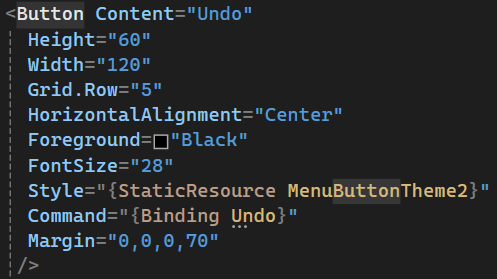 <Button Content="Undo"
Height="60"
Width="120"
Grid.Row="5"
HorizontalAlignment="Center"
Foreground="Black"
FontSize="28"
Style="{StaticResource MenuButtonTheme2}"
Command="{Binding Undo}"
Margin="0,0,0,70"
/>